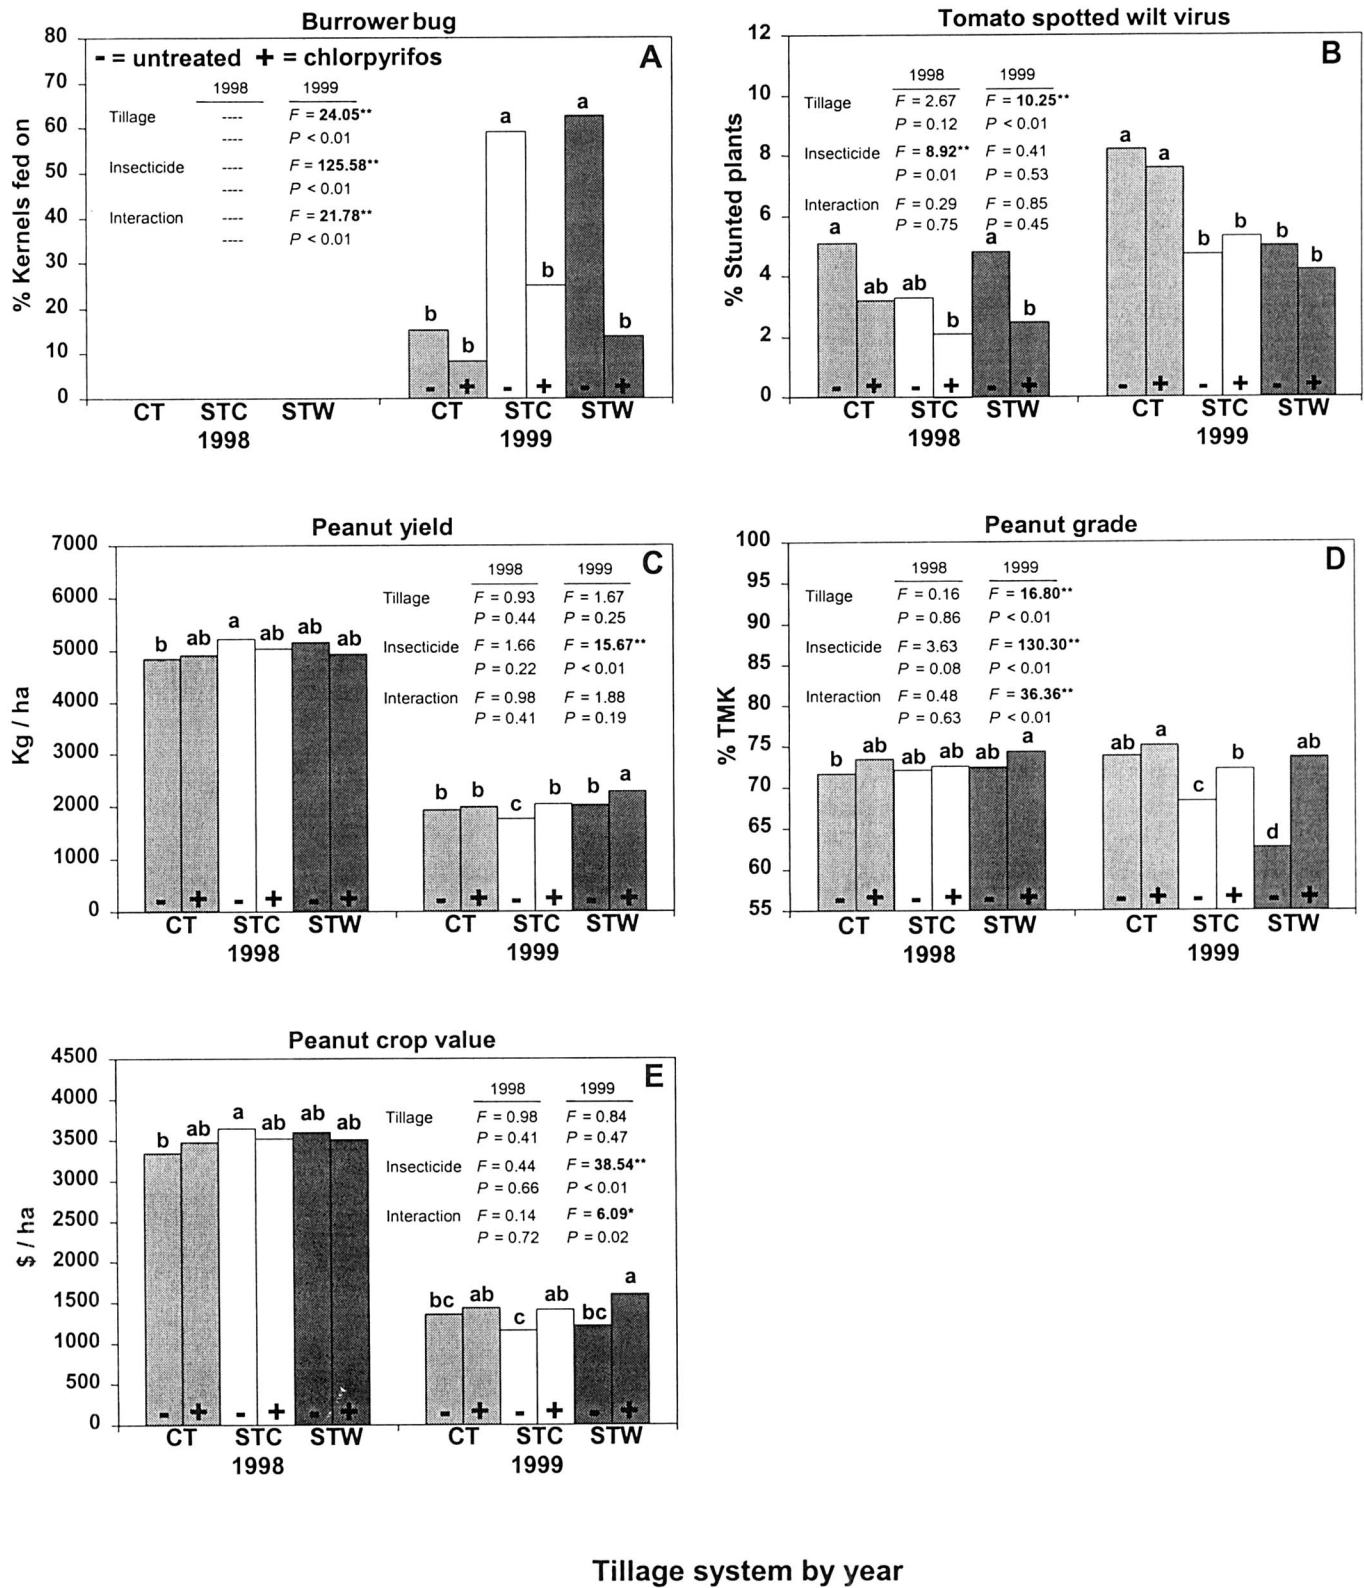 Burrower bug
A
- = untreated + = chlorpyrifos
1998 1999
Tillage ---- F = 24.05**
---- P < 0.01
Insecticide ---- F = 125.58**
---- P < 0.01
Interaction ---- F = 21.78**
---- P < 0.01
% Kernels fed on
80
70
60
50
40
30
20
10
0
b b a b a b
- + - + - +
CT STC STW CT STC STW
1998 1999
Tomato spotted wilt virus
B
1998 1999
Tillage F = 2.67 F = 10.25**
P = 0.12 P < 0.01
Insecticide F = 8.92** F = 0.41
P = 0.01 P = 0.53
Interaction F = 0.29 F = 0.85
P = 0.75 P = 0.45
% Stunted plants
12
10
8
6
4
2
0
a ab ab b a b a a b b b b
- + - + - + - + - + - +
CT STC STW CT STC STW
1998 1999
Peanut yield
C
1998 1999
Tillage F = 0.93 F = 1.67
P = 0.44 P = 0.25
Insecticide F = 1.66 F = 15.67**
P = 0.22 P < 0.01
Interaction F = 0.98 F = 1.88
P = 0.41 P = 0.19
Kg / ha
7000
6000
5000
4000
3000
2000
1000
0
b ab a ab ab ab b b c b b a
- + - + - + - + - + - +
CT STC STW CT STC STW
1998 1999
Peanut grade
D
1998 1999
Tillage F = 0.16 F = 16.80**
P = 0.86 P < 0.01
Insecticide F = 3.63 F = 130.30**
P = 0.08 P < 0.01
Interaction F = 0.48 F = 36.36**
P = 0.63 P < 0.01
% TMK
100
95
90
85
80
75
70
65
60
55
b ab ab ab ab a ab a c b d ab
- + - + - + - + - + - +
CT STC STW CT STC STW
1998 1999
Peanut crop value
E
1998 1999
Tillage F = 0.98 F = 0.84
P = 0.41 P = 0.47
Insecticide F = 0.44 F = 38.54**
P = 0.66 P < 0.01
Interaction F = 0.14 F = 6.09*
P = 0.72 P = 0.02
$ / ha
4500
4000
3500
3000
2500
2000
1500
1000
500
0
b ab a ab ab ab bc ab c ab bc a
- + - + - + - + - + - +
CT STC STW CT STC STW
1998 1999
Tillage system by year